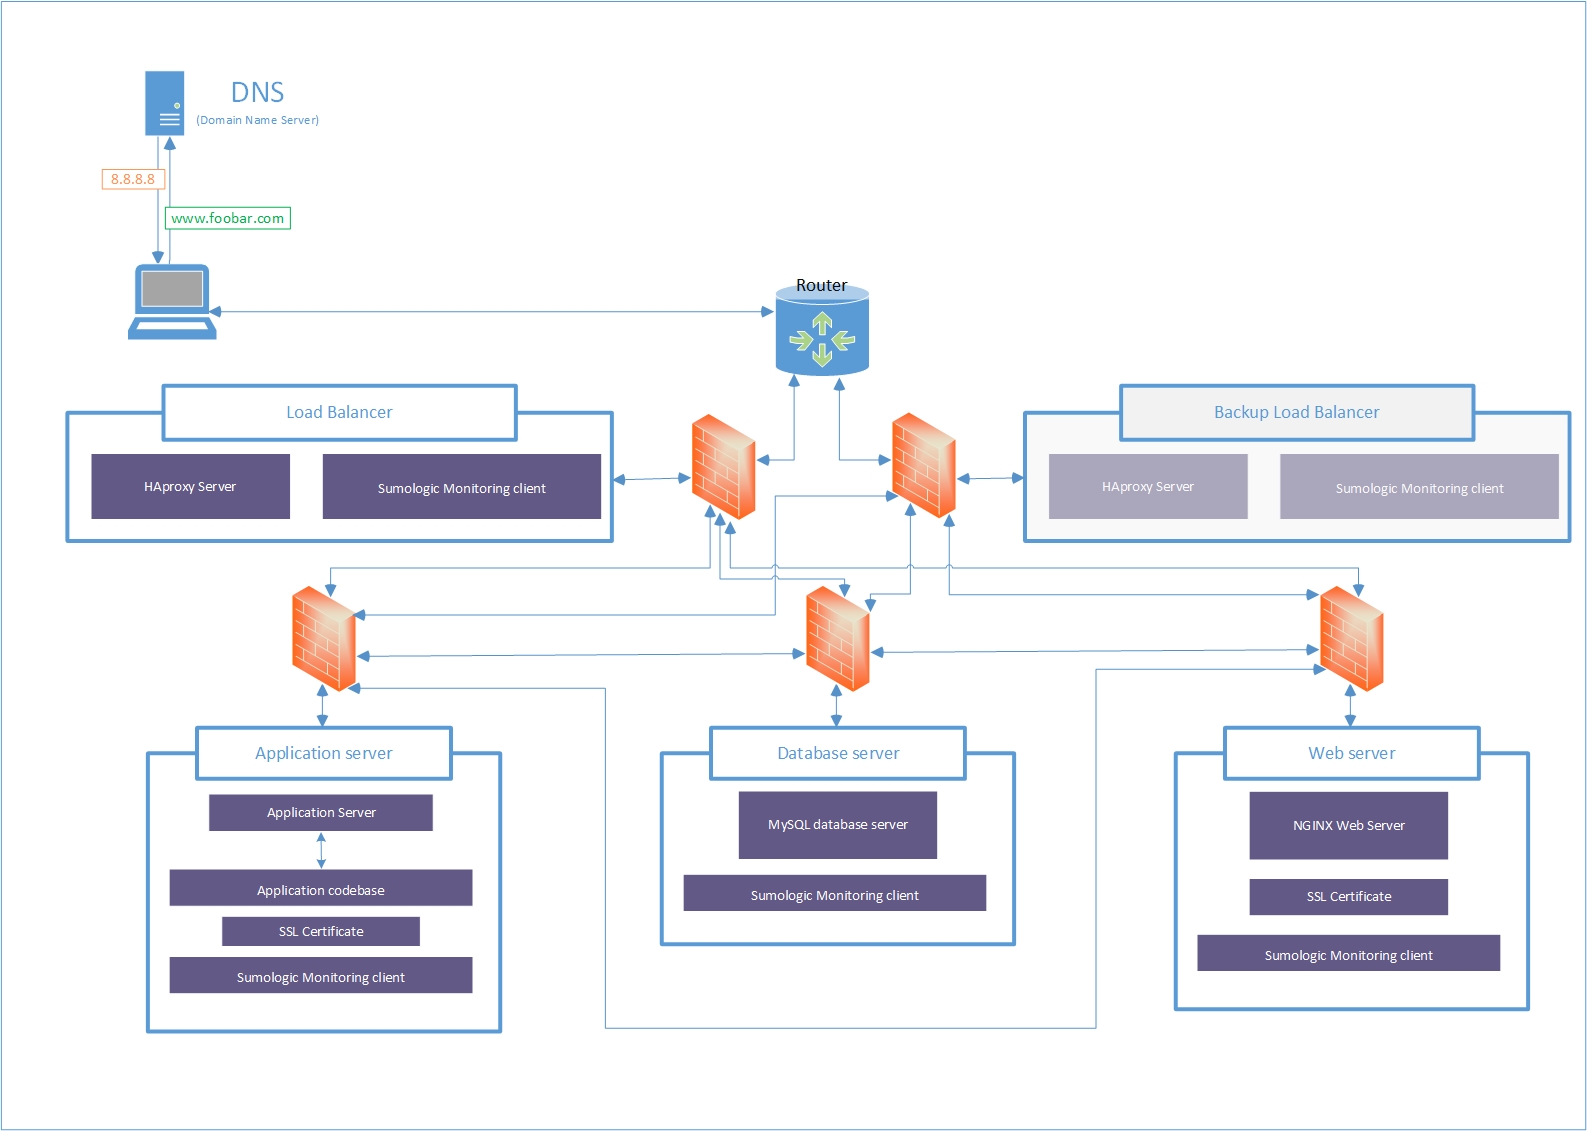 DNS
(Domain Name Server)
8.8.8.8
www.foobar.com
Router
Load Balancer
HAproxy Server
Sumologic Monitoring client
Backup Load Balancer
HAproxy Server
Sumologic Monitoring client
Application server
Application Server
Application codebase
SSL Certificate
Sumologic Monitoring client
Database server
MySQL database server
Sumologic Monitoring client
Web server
NGINX Web Server
SSL Certificate
Sumologic Monitoring client